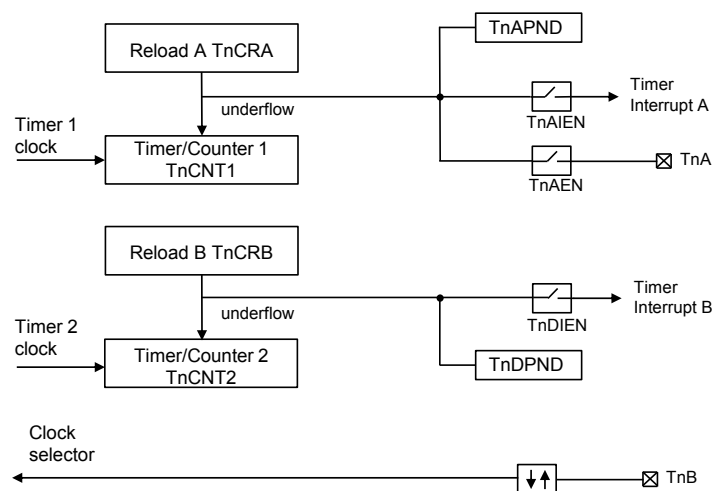 Reload A TnCRA
TnAPND
underflow
Timer
Interrupt A
TnAIEN
Timer 1
clock
Timer/Counter 1
TnCNT1
TnA
TnAEN
Reload B TnCRB
underflow
Timer
Interrupt B
TnDIEN
Timer 2
clock
Timer/Counter 2
TnCNT2
TnDPND
Clock
selector
TnB